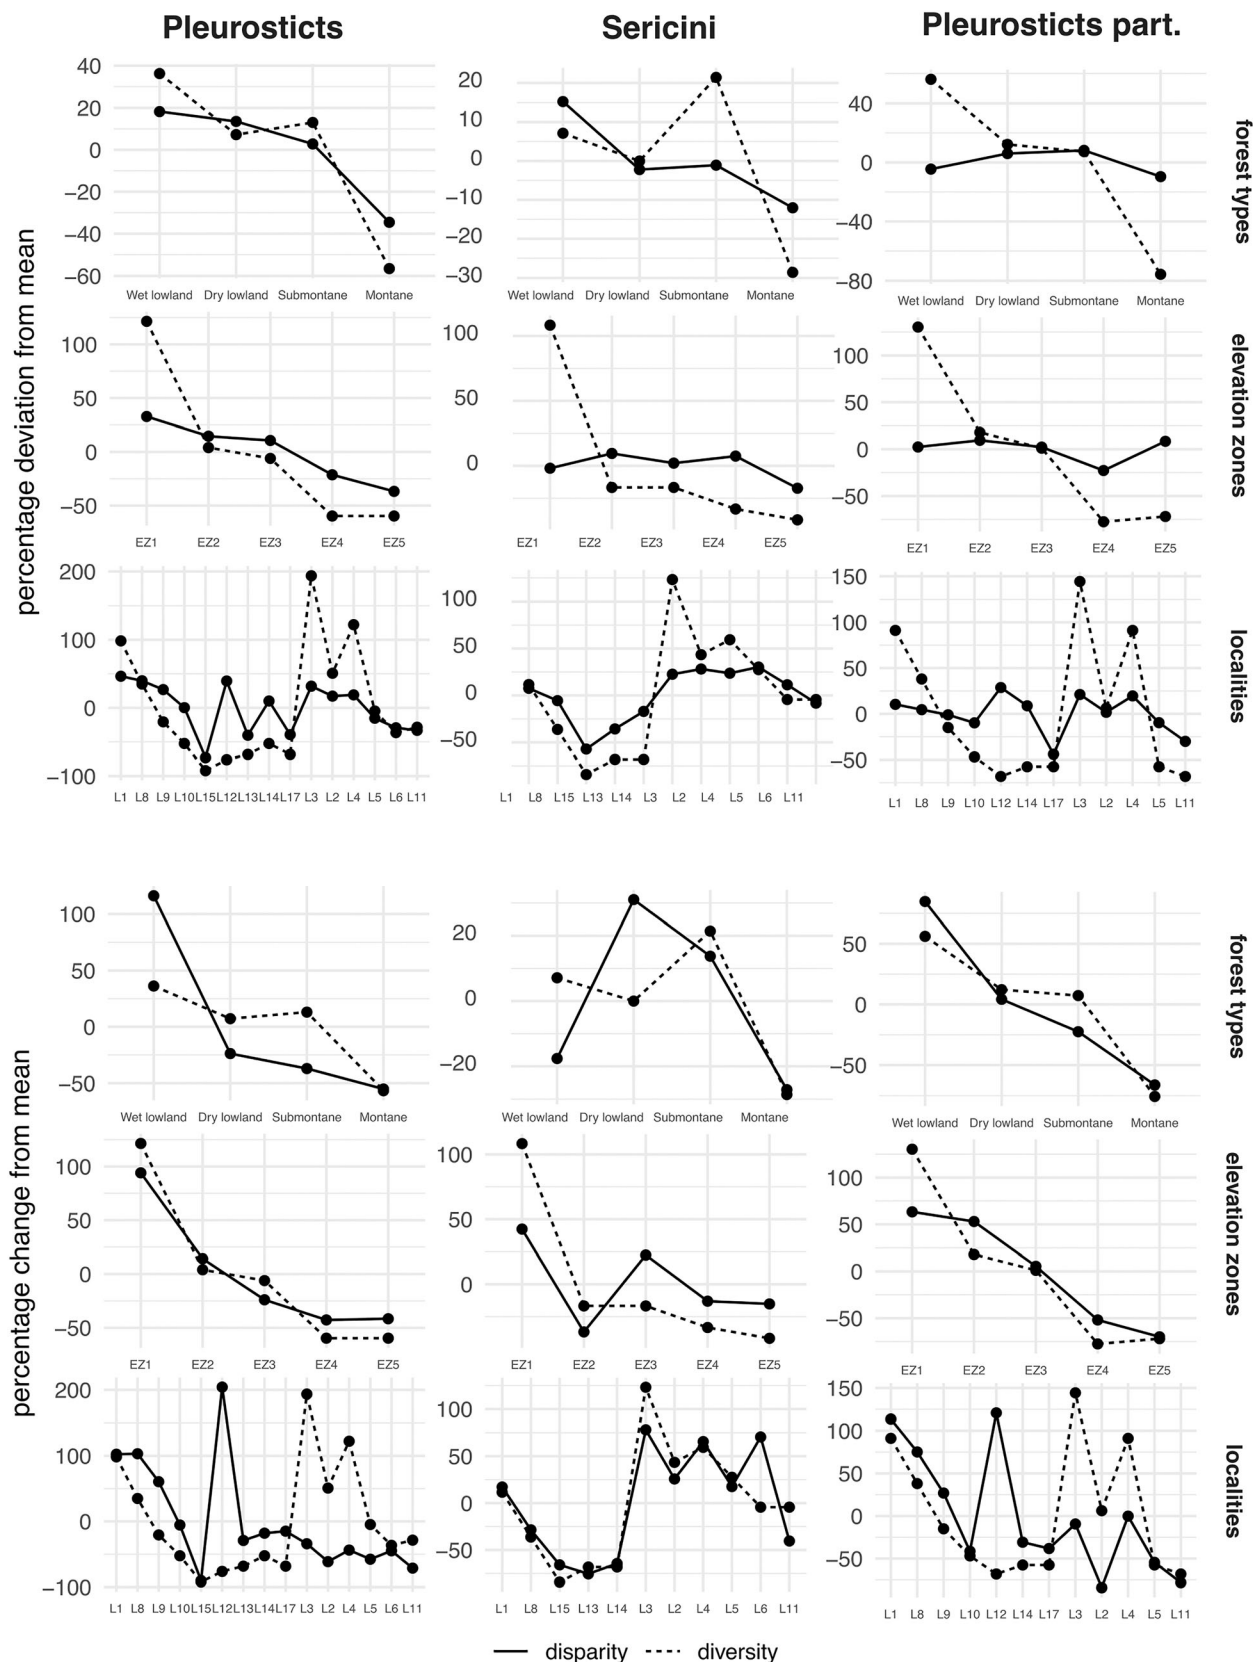 Pleurosticts Sericini Pleurosticts part.
percentage deviation from mean
40
20
0
−20
−40
−60
Wet lowland Dry lowland Submontane Montane
20
10
0
−10
−20
−30
Wet lowland Dry lowland Submontane Montane
40
0
−40
−80
Wet lowland Dry lowland Submontane Montane
forest types
100
50
0
−50
EZ1 EZ2 EZ3 EZ4 EZ5
100
50
0
EZ1 EZ2 EZ3 EZ4 EZ5
100
50
0
−50
EZ1 EZ2 EZ3 EZ4 EZ5
elevation zones
200
100
0
−100
L1 L8 L9 L10 L15 L12 L13 L14 L17 L3 L2 L4 L5 L6 L11
100
50
0
−50
L1 L8 L15 L13 L14 L3 L2 L4 L5 L6 L11
150
100
50
0
−50
L1 L8 L9 L10 L12 L14 L17 L3 L2 L4 L5 L11
localities
percentage change from mean
100
50
0
−50
Wet lowland Dry lowland Submontane Montane
20
0
−20
Wet lowland Dry lowland Submontane Montane
50
0
−50
Wet lowland Dry lowland Submontane Montane
forest types
100
50
0
−50
EZ1 EZ2 EZ3 EZ4 EZ5
100
50
0
EZ1 EZ2 EZ3 EZ4 EZ5
100
50
0
−50
EZ1 EZ2 EZ3 EZ4 EZ5
elevation zones
200
100
0
−100
L1 L8 L9 L10 L15 L12 L13 L14 L17 L3 L2 L4 L5 L6 L11
100
50
0
−50
L1 L8 L15 L13 L14 L3 L2 L4 L5 L6 L11
150
100
50
0
−50
L1 L8 L9 L10 L12 L14 L17 L3 L2 L4 L5 L11
localities
disparity diversity